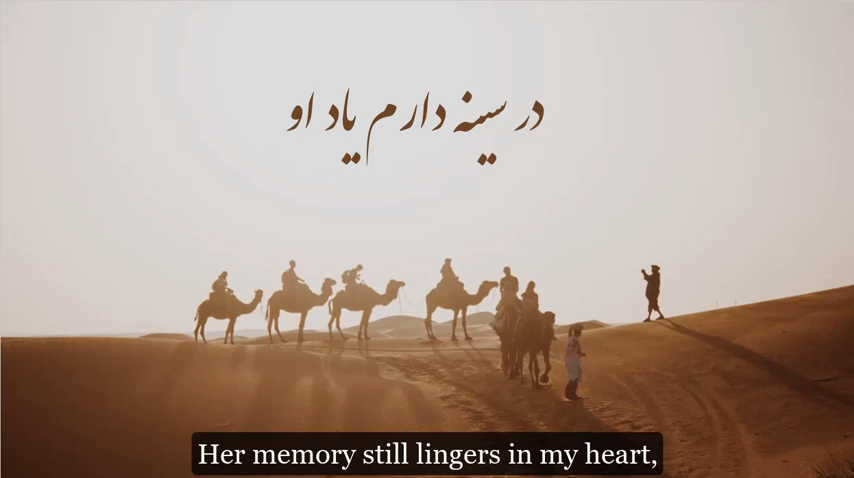 در سینه دارم یاد او
Her memory still lingers in my heart,